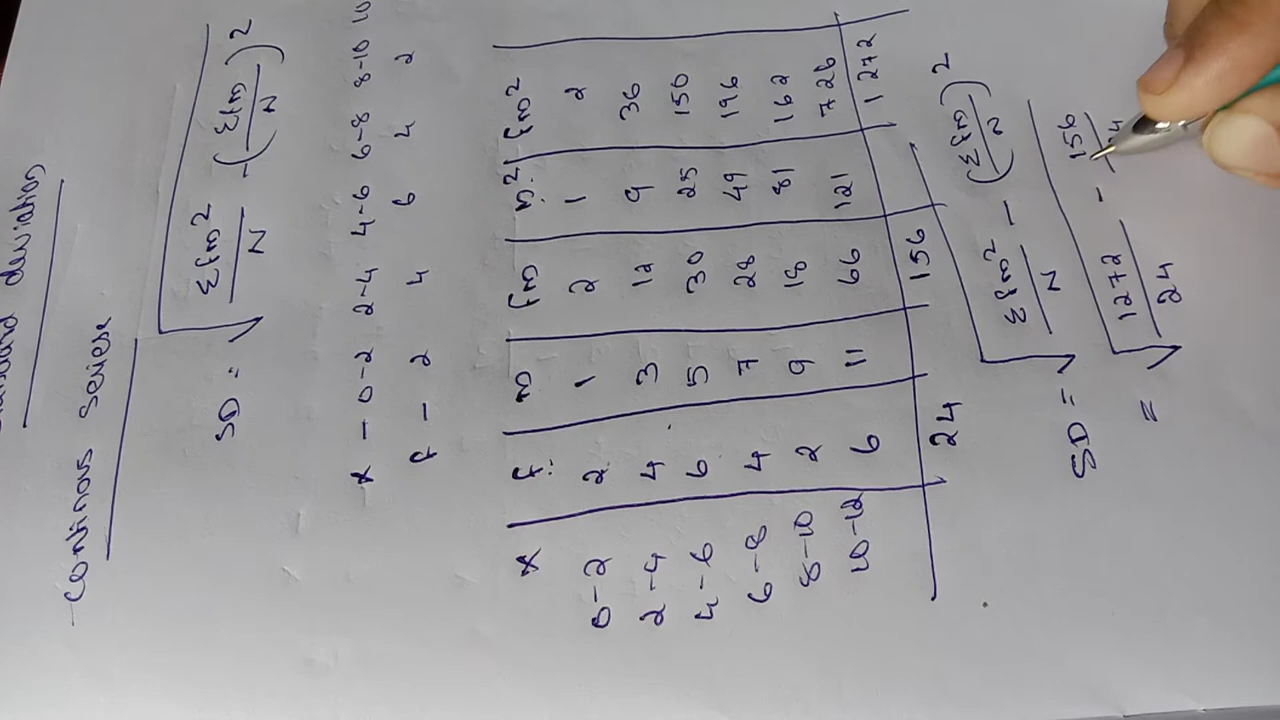 deviation
Continous Seriese
SD = √ Σfm² / N - (Σfm / N)²
x - 0-2 2-4 4-6 6-8 8-10 10
f - 2 4 6 4 2
x f m fm m² fm²
0-2 2 1 2 1 2
2-4 4 3 12 9 36
4-6 6 5 30 25 150
6-8 4 7 28 49 196
8-10 2 9 18 81 162
10-12 6 11 66 121 726
24 156 1272
SD = √ Σfm² / N - (Σfm / N)²
= √ 1272 / 24 - 156 /